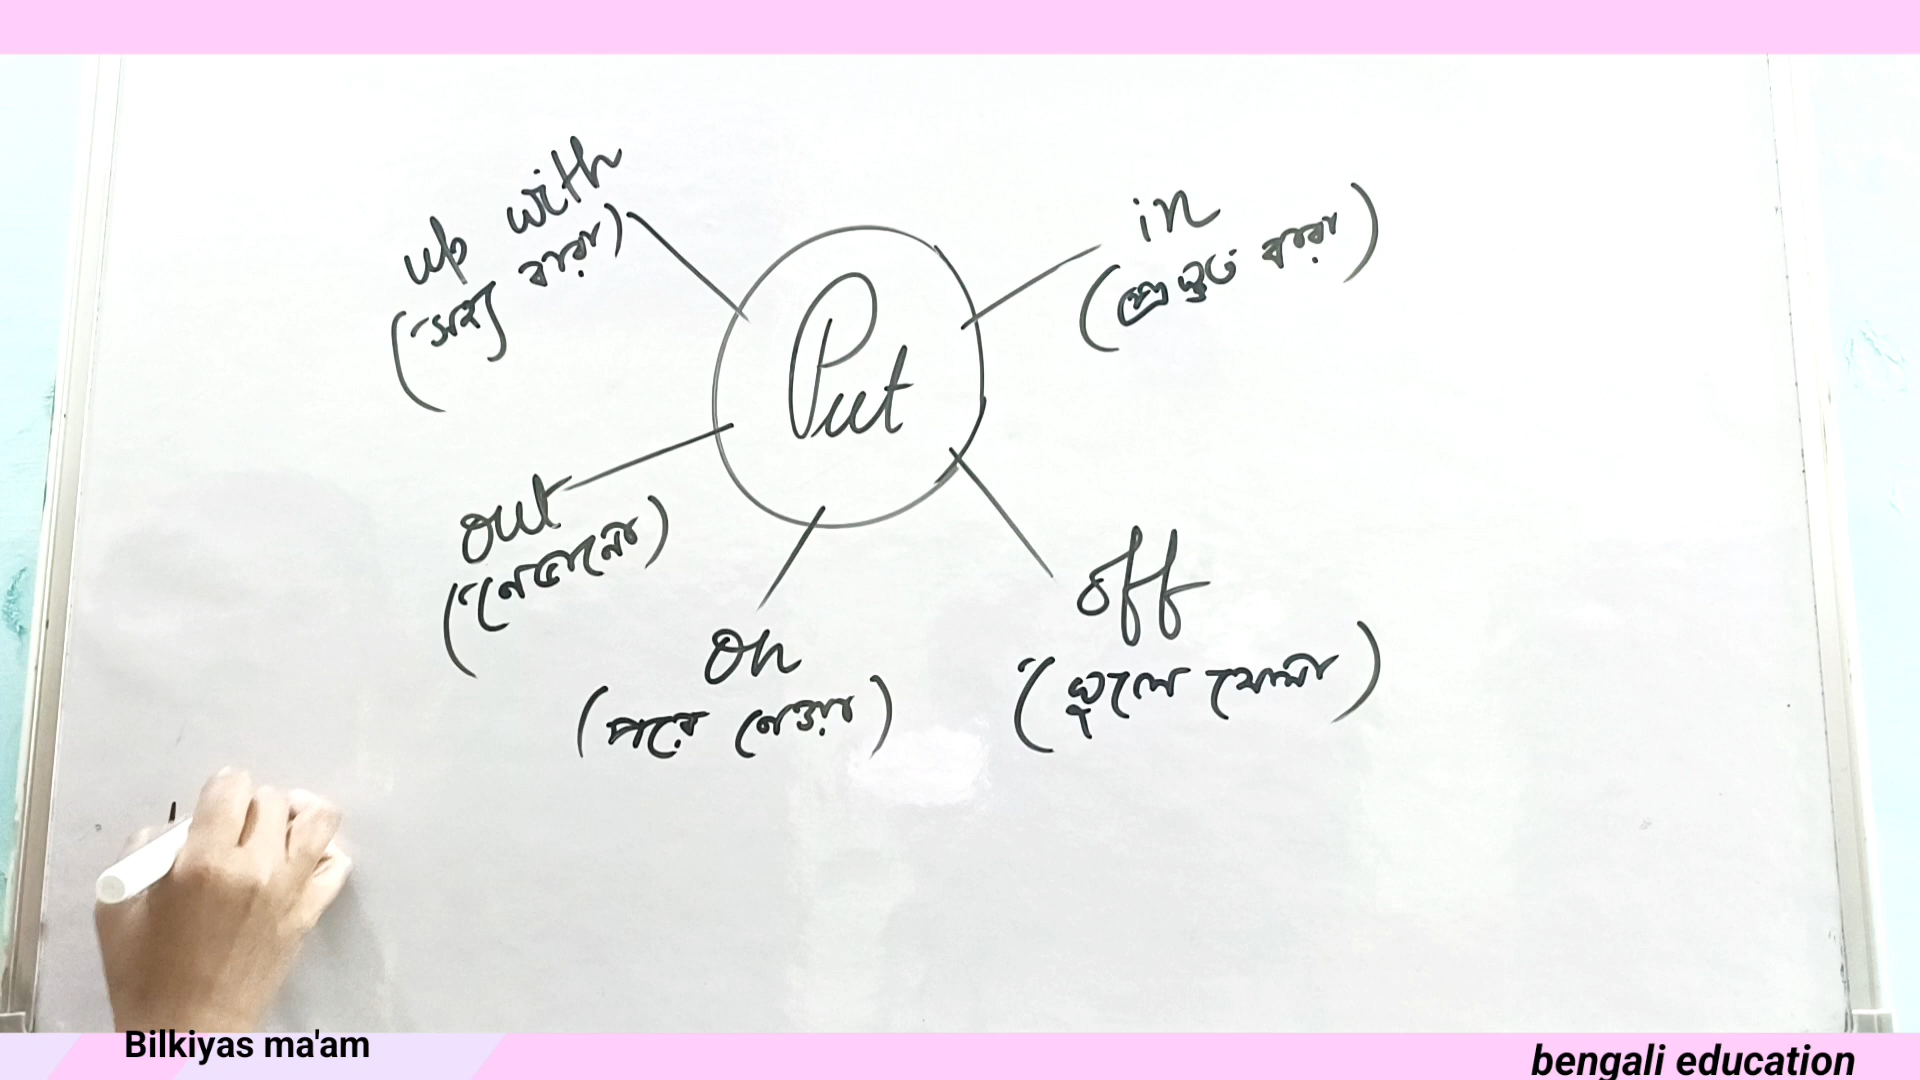 up with
(সহ্য করা)
in
(প্রস্তুত করা)
Put
out
(নেভানো)
on
(পরে নেওয়া)
off
(খুলে ফেলা)
Bilkiyas ma'am
bengali education